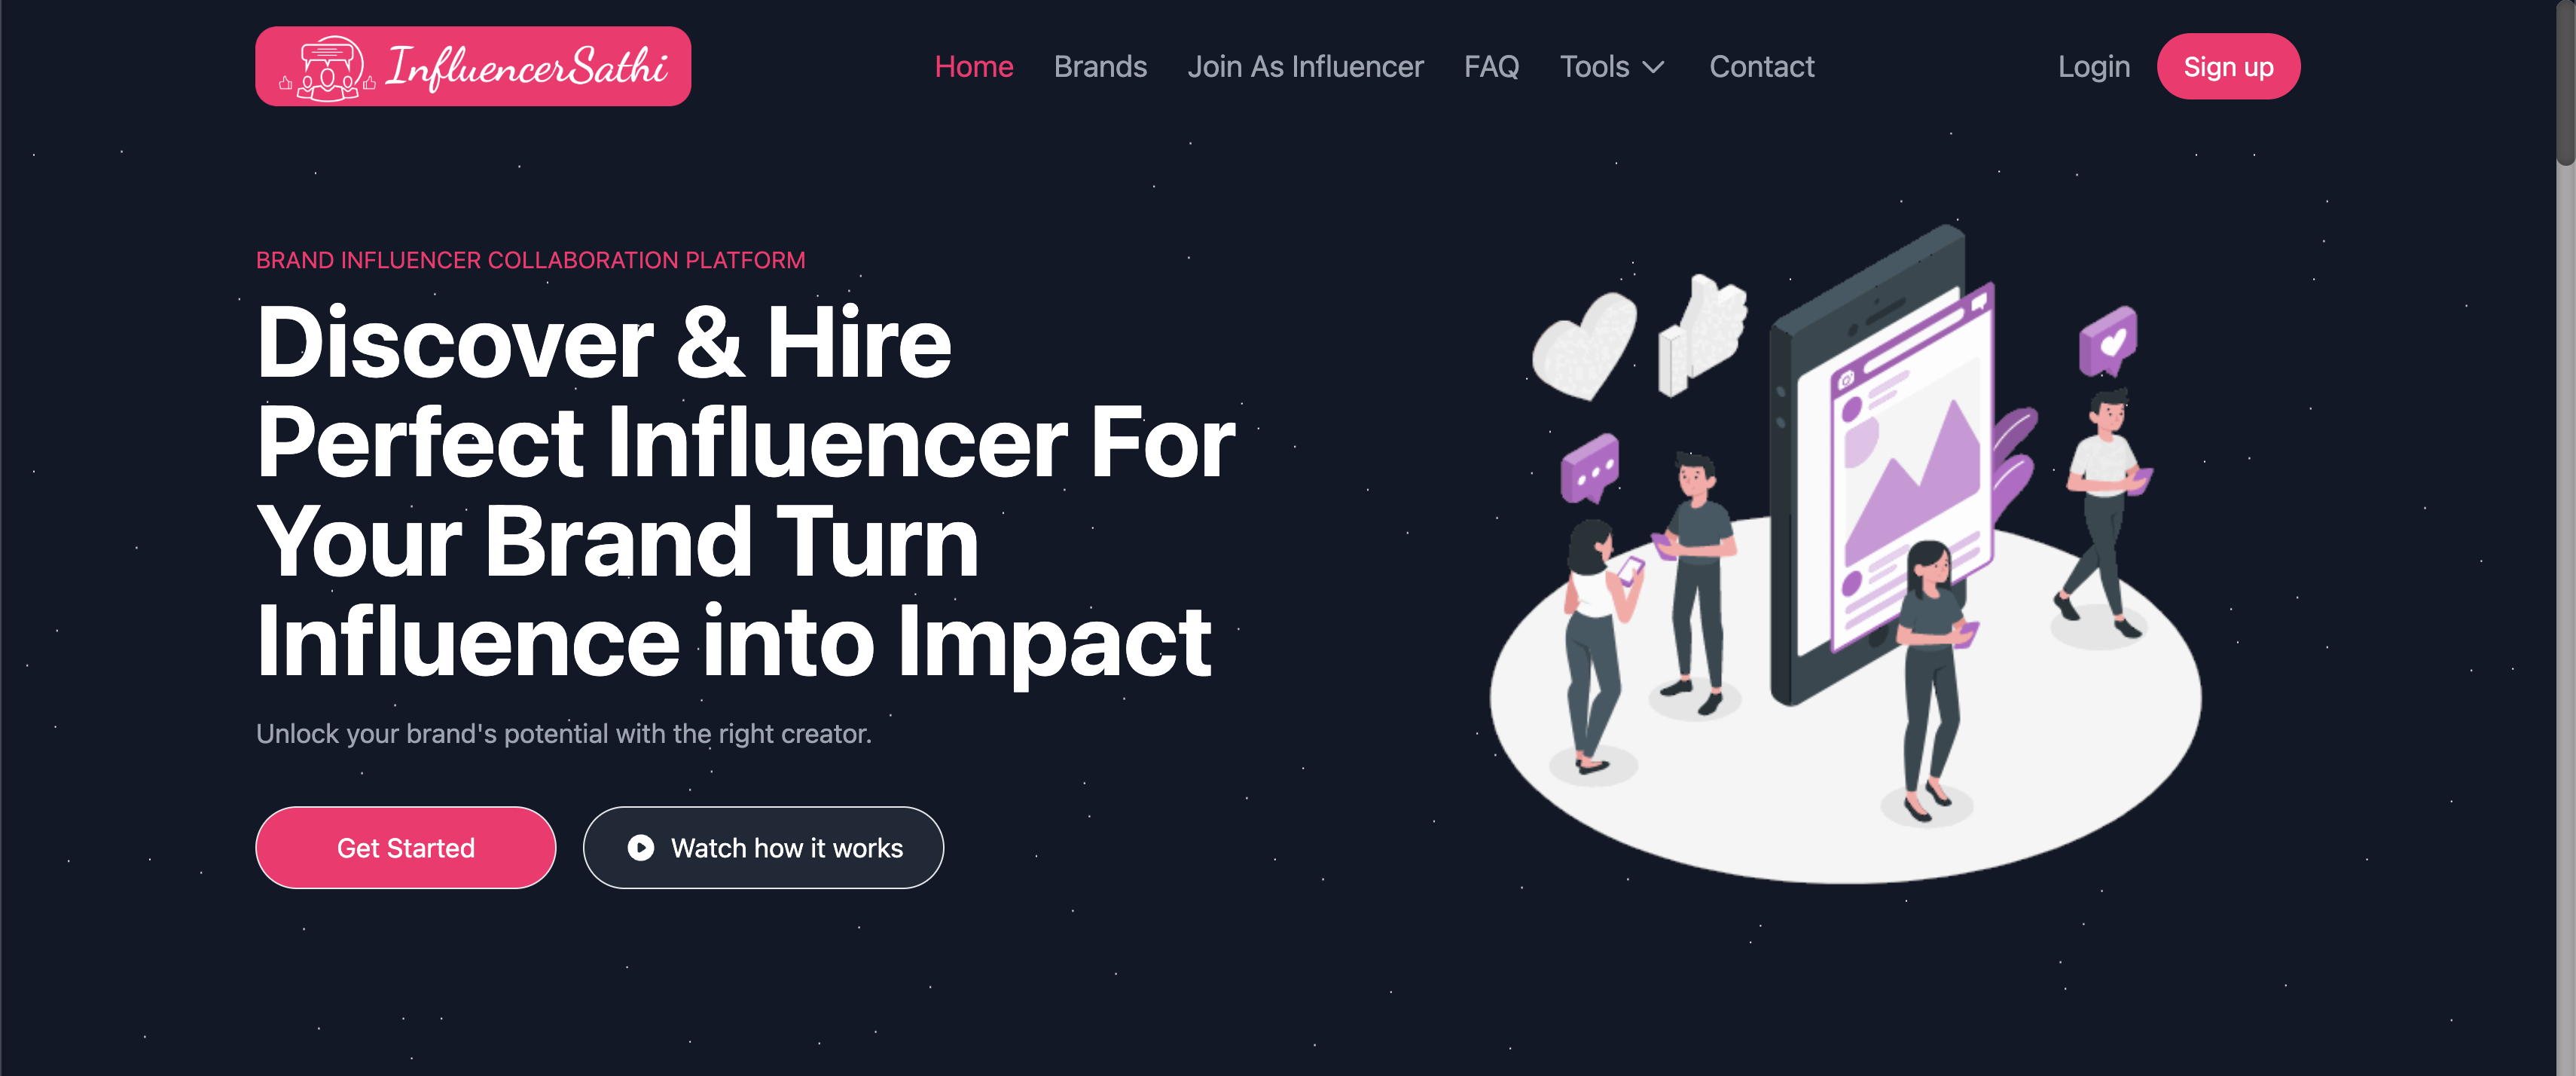 InfluencerSathi
Home Brands Join As Influencer FAQ Tools Contact Login Sign up
BRAND INFLUENCER COLLABORATION PLATFORM
Discover & Hire
Perfect Influencer For
Your Brand Turn
Influence into Impact
Unlock your brand's potential with the right creator.
Get Started Watch how it works